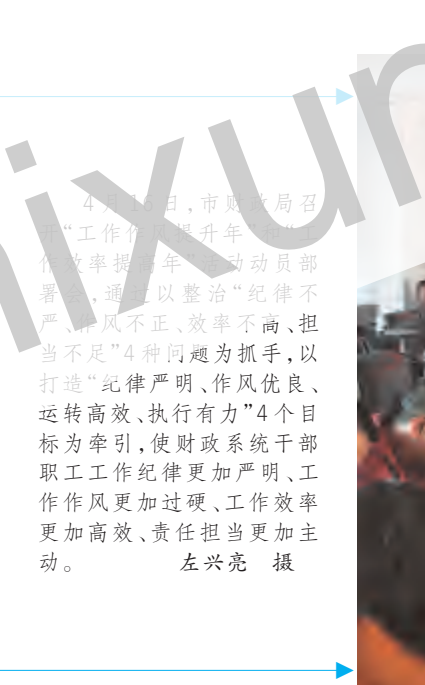 4月16日,市财政局召
开“工作作风提升年”和“工
作效率提高年”活动动员部
署会,通过以整治“纪律不
严、作风不正、效率不高、担
当不足”4种问题为抓手,以
打造“纪律严明、作风优良、
运转高效、执行有力”4个目
标为牵引,使财政系统干部
职工工作纪律更加严明、工
作作风更加过硬、工作效率
更加高效、责任担当更加主
动。 左兴亮 摄